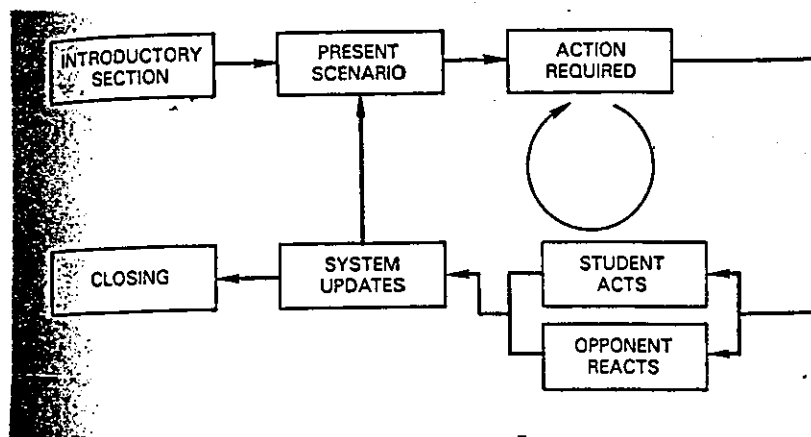 INTRODUCTORY
SECTION
PRESENT
SCENARIO
ACTION
REQUIRED
CLOSING
SYSTEM
UPDATES
STUDENT
ACTS
OPPONENT
REACTS